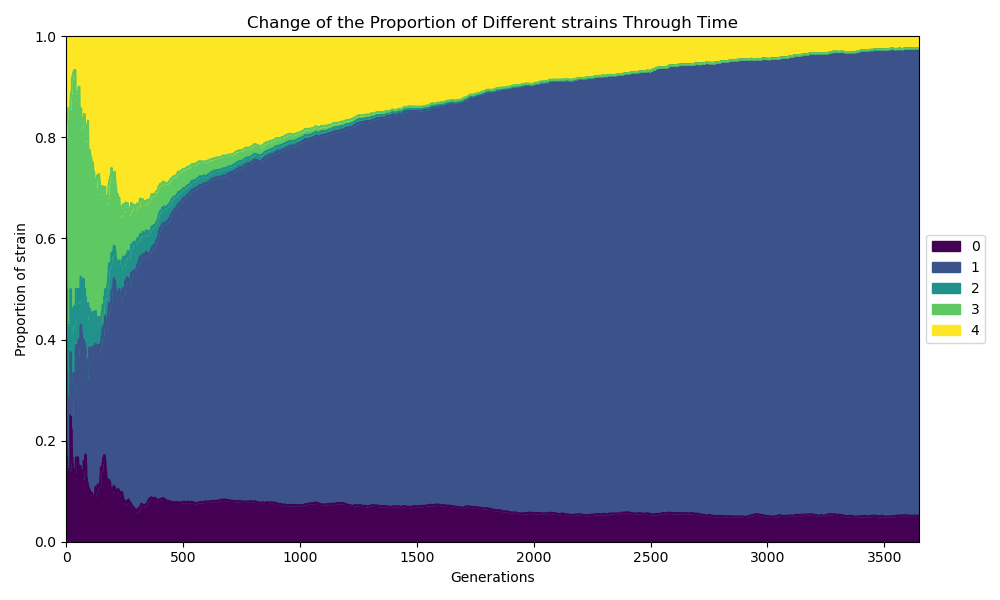 Change of the Proportion of Different strains Through Time
1.0
0.8
0.6
0.4
0.2
0.0
Proportion of strain
0
1
2
3
4
0 500 1000 1500 2000 2500 3000 3500
Generations